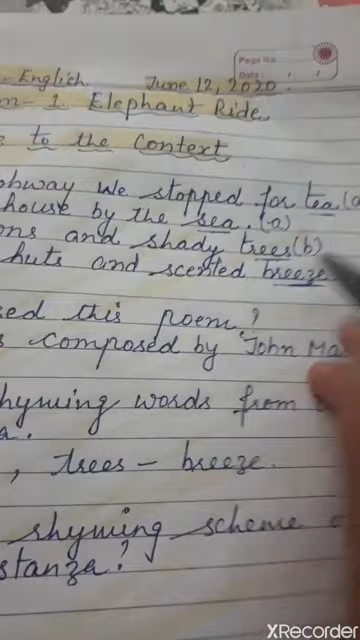 Page No.
Date
English June 12, 2020.
1. Elephant Ride
to the Context
we stopped for tea (a
house by the sea. (a)
and shady trees (b)
huts and scented breeze
this poem?
composed by John Ma
words from
, trees - breeze.
rhyming scheme
stanza?
XRecorder